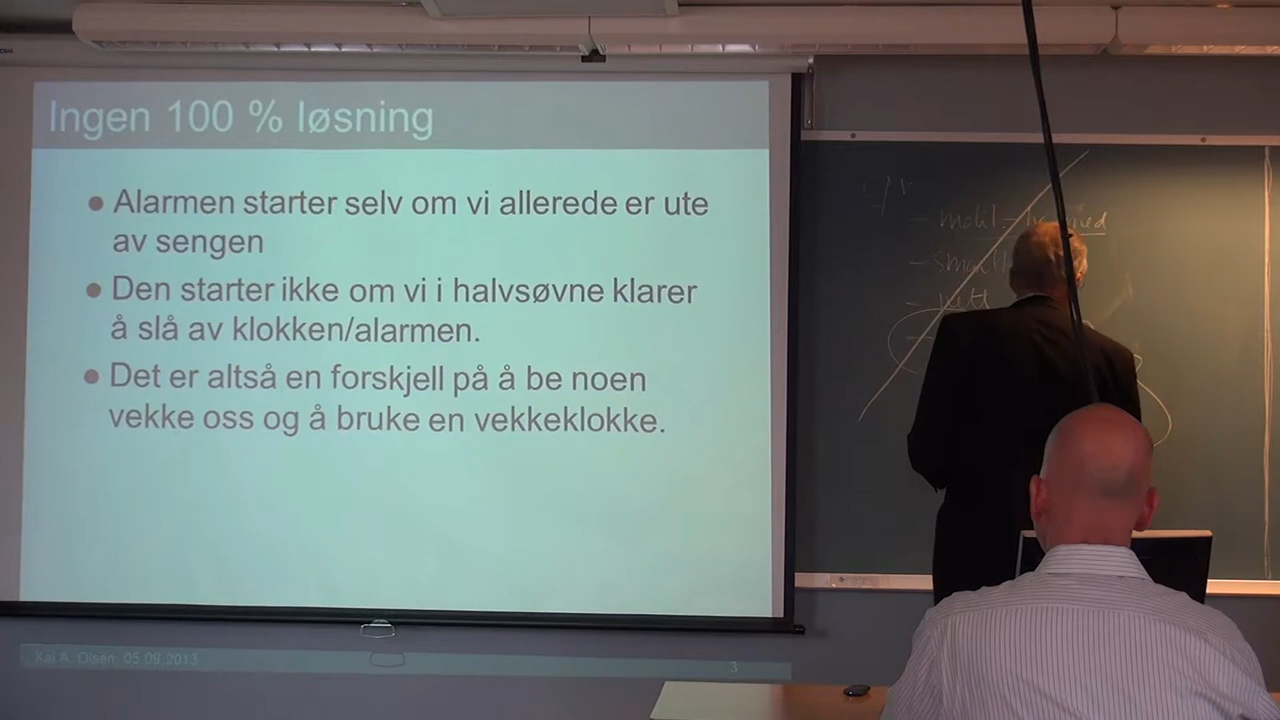 Ingen 100 % løsning
● Alarmen starter selv om vi allerede er ute
av sengen
● Den starter ikke om vi i halvsøvne klarer
å slå av klokken/alarmen.
● Det er altså en forskjell på å be noen
vekke oss og å bruke en vekkeklokke.
Kai A. Olsen, 05.09.2013
3